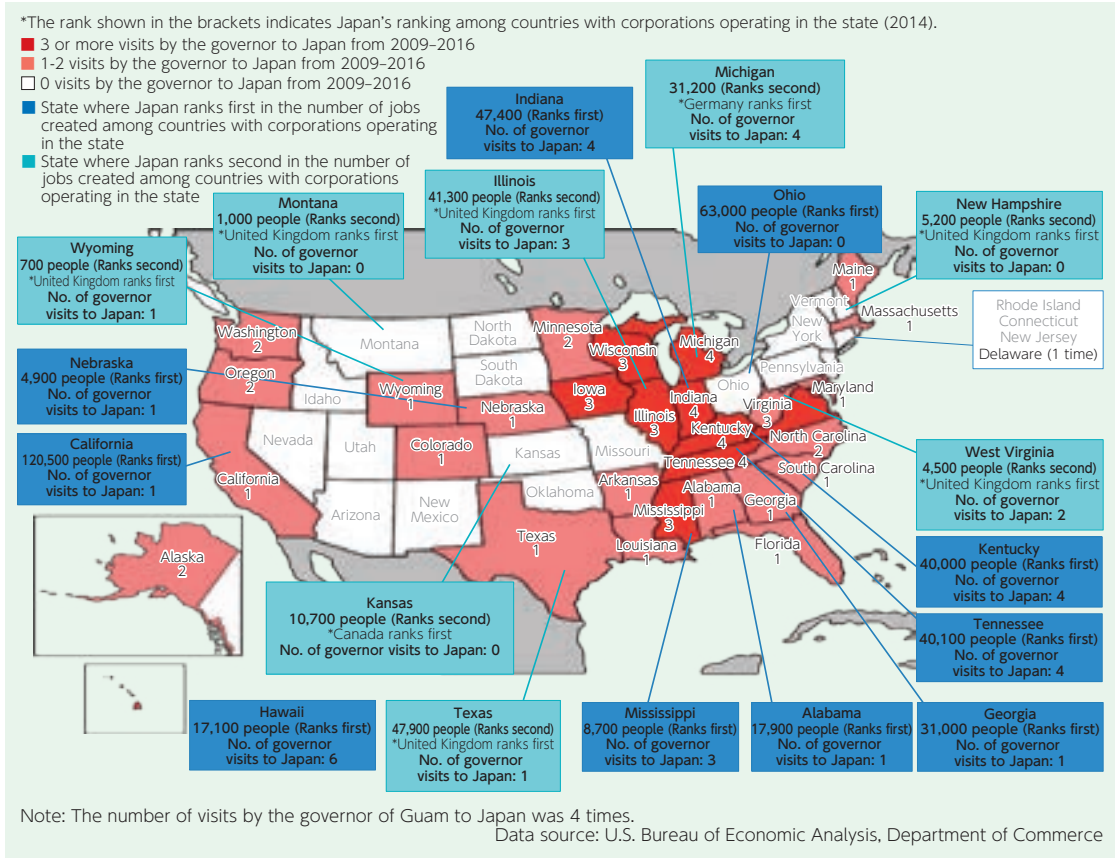 *The rank shown in the brackets indicates Japan's ranking among countries with corporations operating in the state (2014).
3 or more visits by the governor to Japan from 2009–2016
1-2 visits by the governor to Japan from 2009–2016
0 visits by the governor to Japan from 2009–2016
State where Japan ranks first in the number of jobs
created among countries with corporations operating
in the state
State where Japan ranks second in the number of
jobs created among countries with corporations
operating in the state
Indiana
47,400 (Ranks first)
No. of governor
visits to Japan: 4
Michigan
31,200 (Ranks second)
*Germany ranks first
No. of governor
visits to Japan: 4
Montana
1,000 people (Ranks second)
*United Kingdom ranks first
No. of governor
visits to Japan: 0
Illinois
41,300 people (Ranks second)
*United Kingdom ranks first
No. of governor
visits to Japan: 3
Ohio
63,000 people (Ranks first)
No. of governor
visits to Japan: 0
New Hampshire
5,200 people (Ranks second)
*United Kingdom ranks first
No. of governor
visits to Japan: 0
Wyoming
700 people (Ranks second)
*United Kingdom ranks first
No. of governor
visits to Japan: 1
Nebraska
4,900 people (Ranks first)
No. of governor
visits to Japan: 1
California
120,500 people (Ranks first)
No. of governor
visits to Japan: 1
Washington
2
Oregon
2
Idaho
Montana
North
Dakota
South
Dakota
Minnesota
2
Wisconsin
3
Michigan
4
Maine
1
Vermont
New
York
Massachusetts
1
Rhode Island
Connecticut
New Jersey
Delaware (1 time)
Pennsylvania
Maryland
1
Wyoming
1
Nebraska
1
Iowa
3
Illinois
3
Indiana
4
Ohio
Virginia
3
Kentucky
4
North Carolina
2
Nevada
Utah
Colorado
1
Kansas
Missouri
Tennessee 4
South Carolina
1
California
1
Arizona
New
Mexico
Oklahoma
Arkansas
1
Mississippi
3
Alabama
1
Georgia
1
Texas
1
Louisiana
1
Florida
1
Alaska
2
West Virginia
4,500 people (Ranks second)
*United Kingdom ranks first
No. of governor
visits to Japan: 2
Kentucky
40,000 people (Ranks first)
No. of governor
visits to Japan: 4
Tennessee
40,100 people (Ranks first)
No. of governor
visits to Japan: 4
Kansas
10,700 people (Ranks second)
*Canada ranks first
No. of governor visits to Japan: 0
Hawaii
17,100 people (Ranks first)
No. of governor
visits to Japan: 6
Texas
47,900 people (Ranks second)
*United Kingdom ranks first
No. of governor
visits to Japan: 1
Mississippi
8,700 people (Ranks first)
No. of governor
visits to Japan: 3
Alabama
17,900 people (Ranks first)
No. of governor
visits to Japan: 1
Georgia
31,000 people (Ranks first)
No. of governor
visits to Japan: 1
Note: The number of visits by the governor of Guam to Japan was 4 times.
Data source: U.S. Bureau of Economic Analysis, Department of Commerce